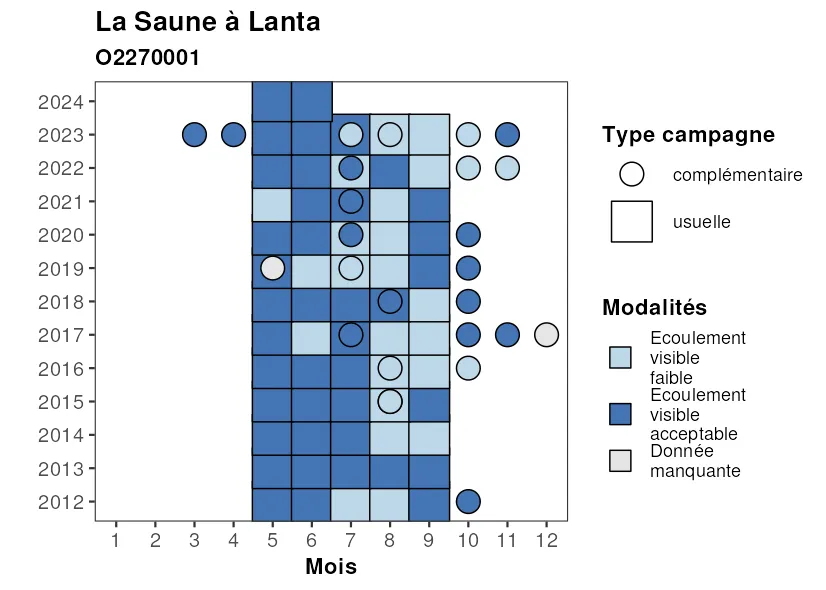 La Saune à Lanta
O2270001
2024
2023
2022
2021
2020
2019
2018
2017
2016
2015
2014
2013
2012
1 2 3 4 5 6 7 8 9 10 11 12
Mois
Type campagne
complémentaire
usuelle
Modalités
Ecoulement
visible
faible
Ecoulement
visible
acceptable
Donnée
manquante